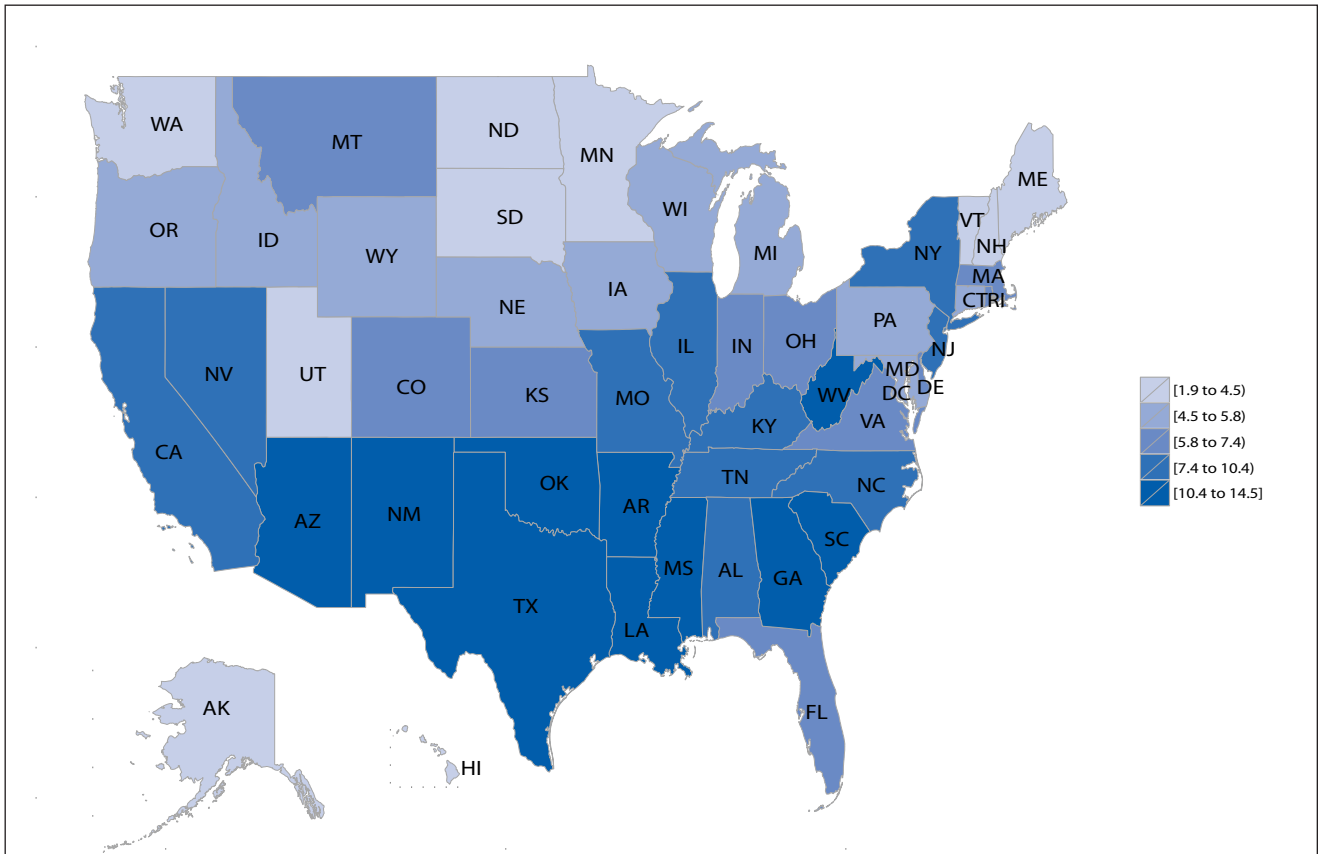 WA
MT
ND
MN
ME
OR
ID
SD
WI
VT
NH
WY
MI
NY
MA
IA
NE
CT
RI
PA
NV
UT
CO
KS
MO
IL
IN
OH
NJ
MD
DE
DC
WV
VA
KY
CA
AZ
NM
OK
AR
TN
NC
SC
TX
LA
MS
AL
GA
FL
AK
HI
[1.9 to 4.5)
[4.5 to 5.8)
[5.8 to 7.4)
[7.4 to 10.4)
[10.4 to 14.5]